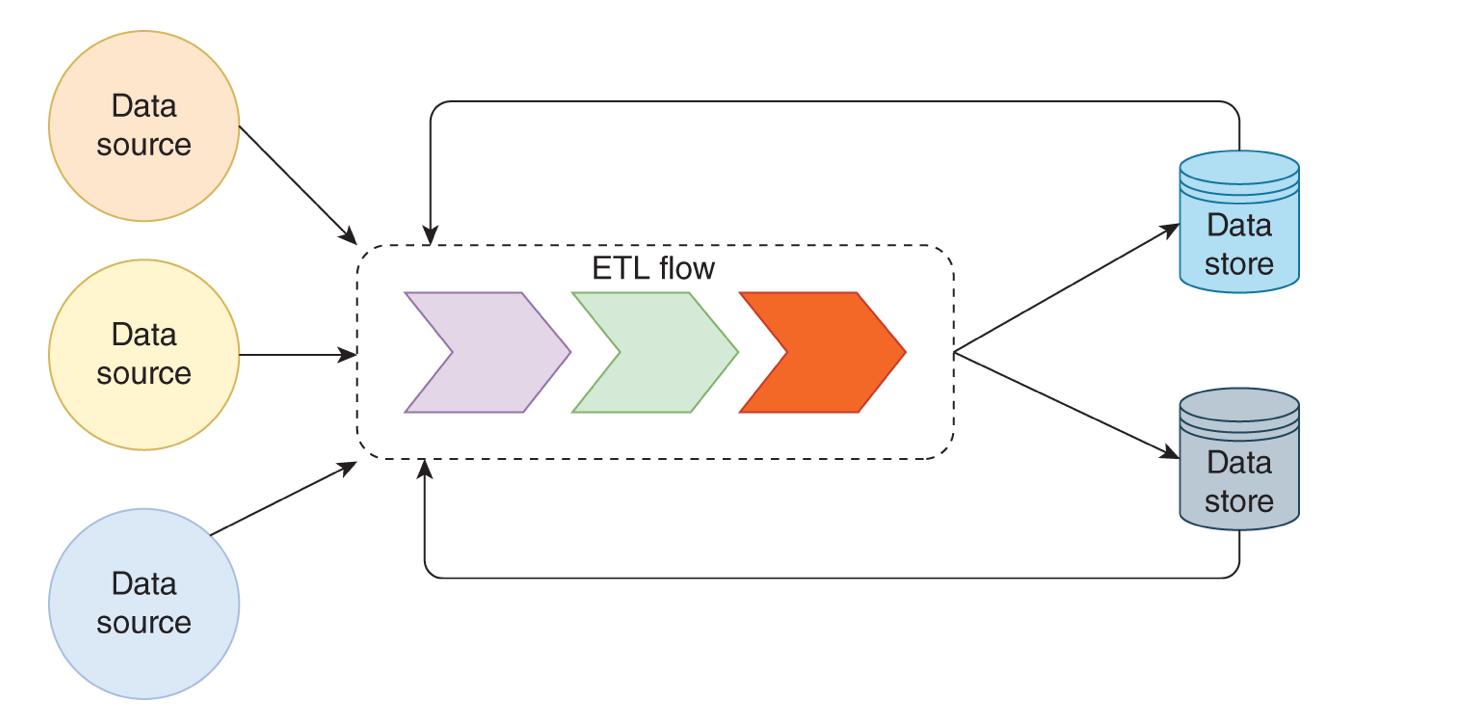 Data
source
Data
source
Data
source
ETL flow
Data
store
Data
store